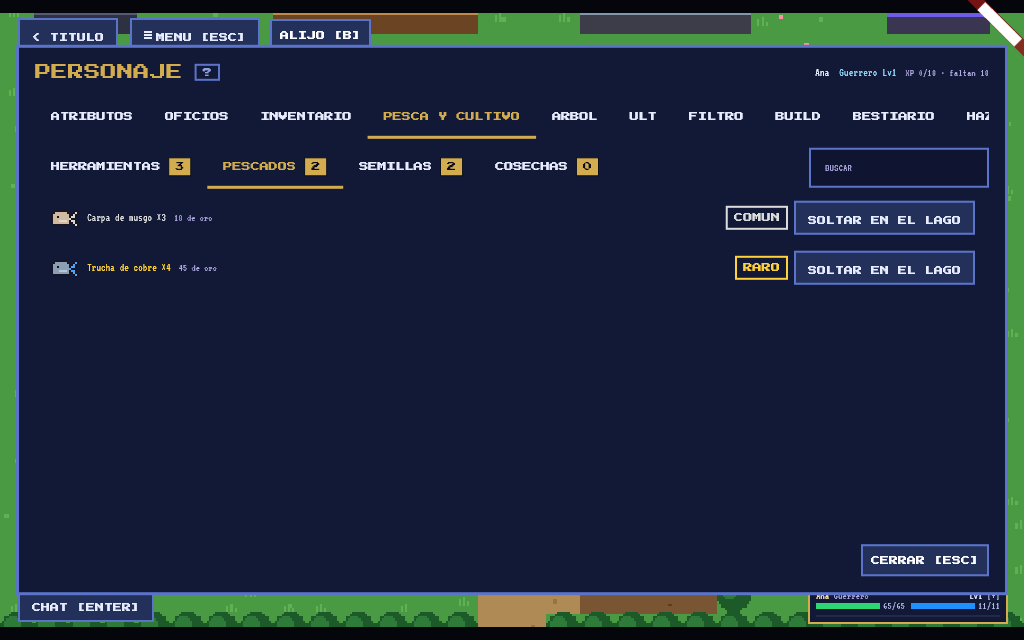 < TITULO
≡MENU [ESC]
ALIJO [B]
PERSONAJE
?
Ana Guerrero Lv1 XP 0/10 · faltan 10
ATRIBUTOS OFICIOS INVENTARIO PESCA Y CULTIVO ARBOL ULT FILTRO BUILD BESTIARIO HAZ
HERRAMIENTAS 3 PESCADOS 2 SEMILLAS 2 COSECHAS 0
BUSCAR
Carpa de musgo X3 18 de oro COMUN SOLTAR EN EL LAGO
Trucha de cobre X4 45 de oro RARO SOLTAR EN EL LAGO
CERRAR [ESC]
CHAT [ENTER]
Ana Guerrero
65/65 11/11